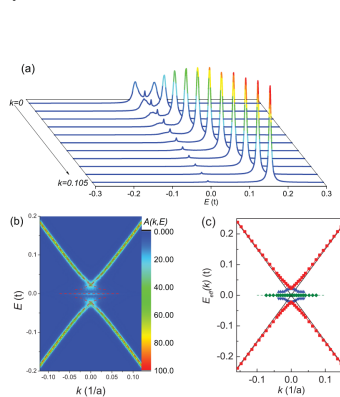 (a)
k=0
k=0.105
-0.3 -0.2 -0.1 0.0 0.1 0.2 0.3
E (t)
(b) A(k,E) (c)
0.2
0.1
0.0
-0.1
-0.2
E (t)
-0.10 -0.05 0.00 0.05 0.10
k (1/a)
0.000
20.00
40.00
60.00
80.00
100.0
E_eff(k) (t)
0.2
0.1
0.0
-0.1
-0.2
-0.1 0.0 0.1
k (1/a)